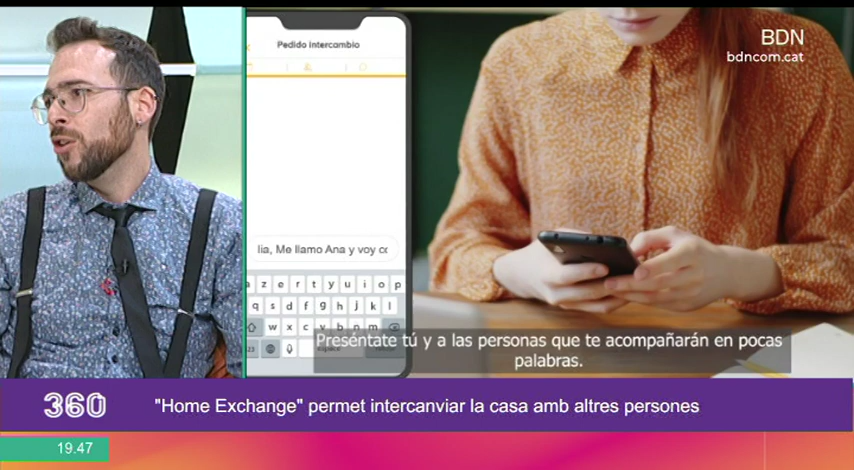 BDN
bdncom.cat
Pedido Intercambio
lia, Me llamo Ana y voy co
a z e r t y u i o p
q s d f g h j k l
w x c v b n m
Preséntate tú y a las personas que te acompañarán en pocas
palabras.
360
"Home Exchange" permet intercanviar la casa amb altres persones
19.47